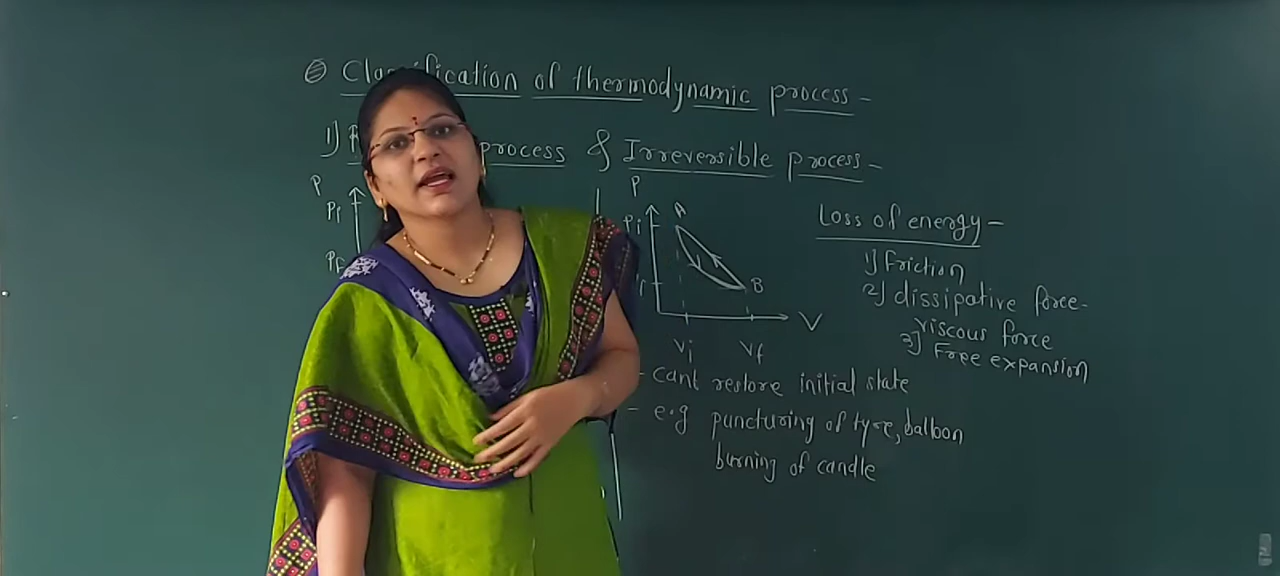 Classification of thermodynamic process -
1) process & Irreversible process -
P
Pi
Pf
P
Pi
A
B
V
Vi Vf
Loss of energy -
1) Friction
2) dissipative force -
viscous force
3) Free expansion
- Cant restore initial state
- e.g puncturing of tyre, balloon
burning of candle